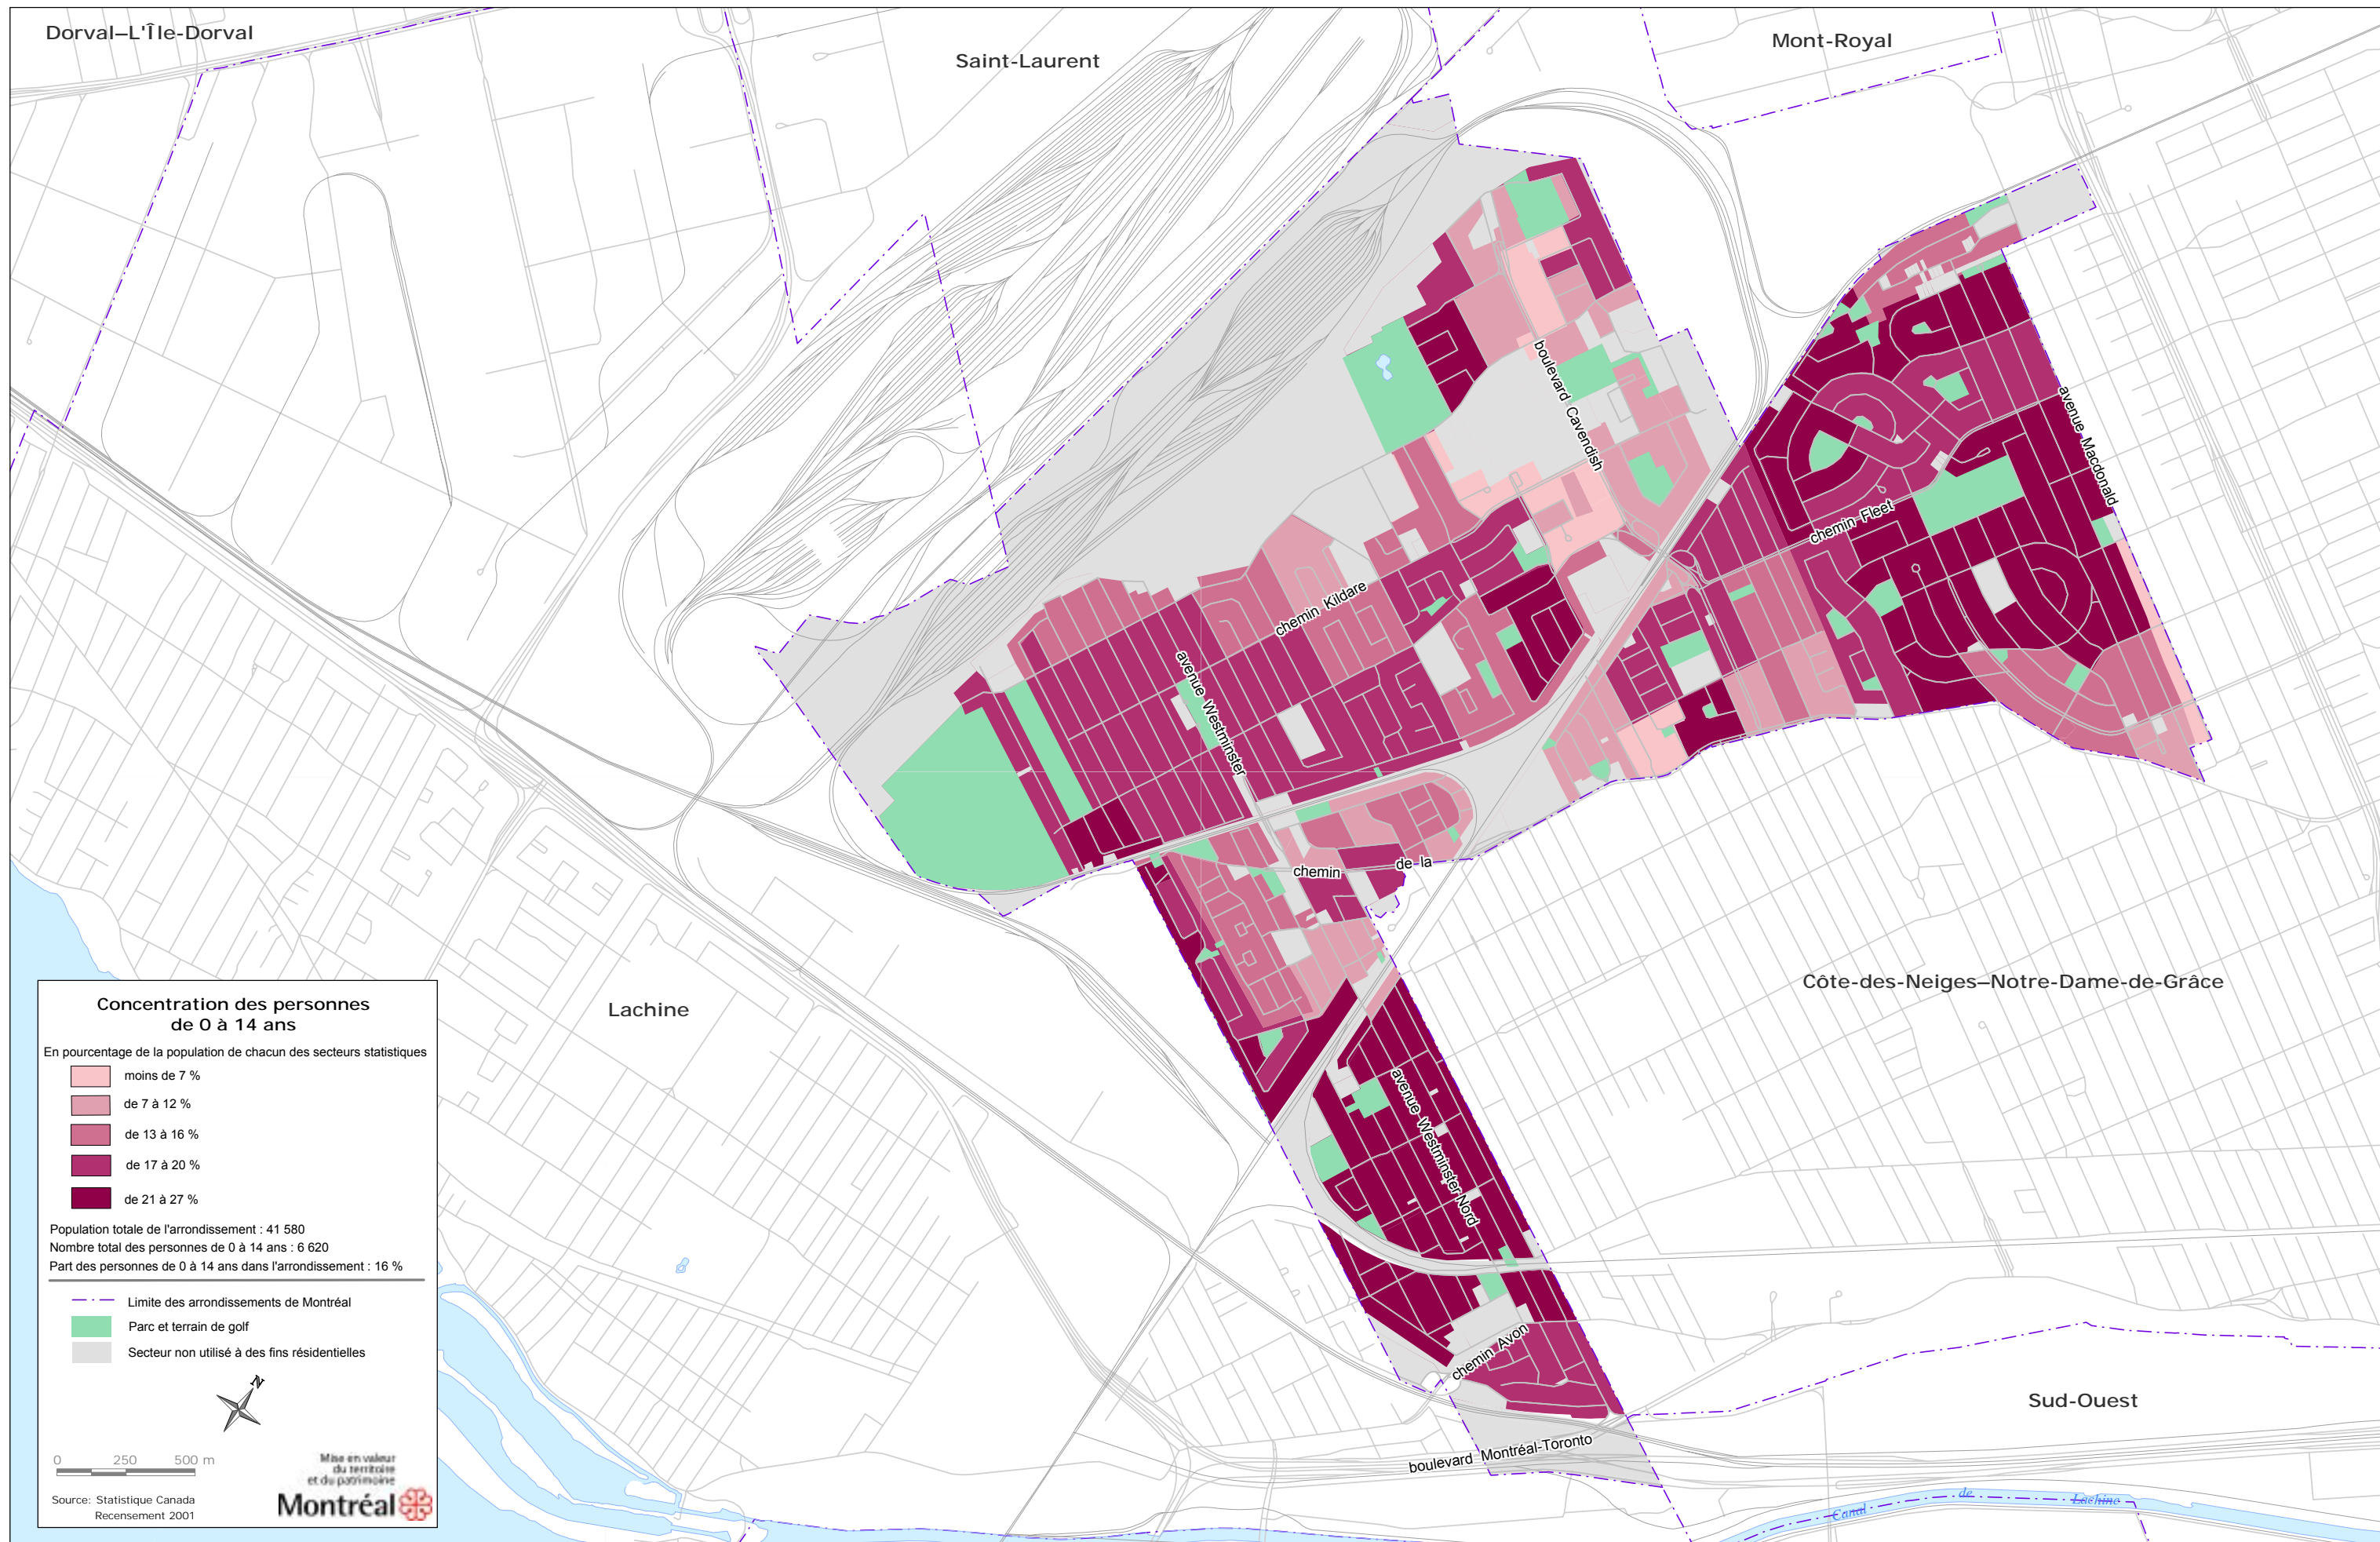 Dorval–L'Île-Dorval
Saint-Laurent
Mont-Royal
boulevard Cavendish
avenue Macdonald
chemin Fleet
chemin Kildare
avenue Westminster
chemin de la
Côte-des-Neiges–Notre-Dame-de-Grâce
Lachine
avenue Westminster Nord
chemin Avon
Sud-Ouest
boulevard Montréal-Toronto
Canal de Lachine
Concentration des personnes
de 0 à 14 ans
En pourcentage de la population de chacun des secteurs statistiques
moins de 7 %
de 7 à 12 %
de 13 à 16 %
de 17 à 20 %
de 21 à 27 %
Population totale de l'arrondissement : 41 580
Nombre total des personnes de 0 à 14 ans : 6 620
Part des personnes de 0 à 14 ans dans l'arrondissement : 16 %
Limite des arrondissements de Montréal
Parc et terrain de golf
Secteur non utilisé à des fins résidentielles
N
0 250 500 m
Source: Statistique Canada
Recensement 2001
Mise en valeur
du territoire
et du patrimoine
Montréal